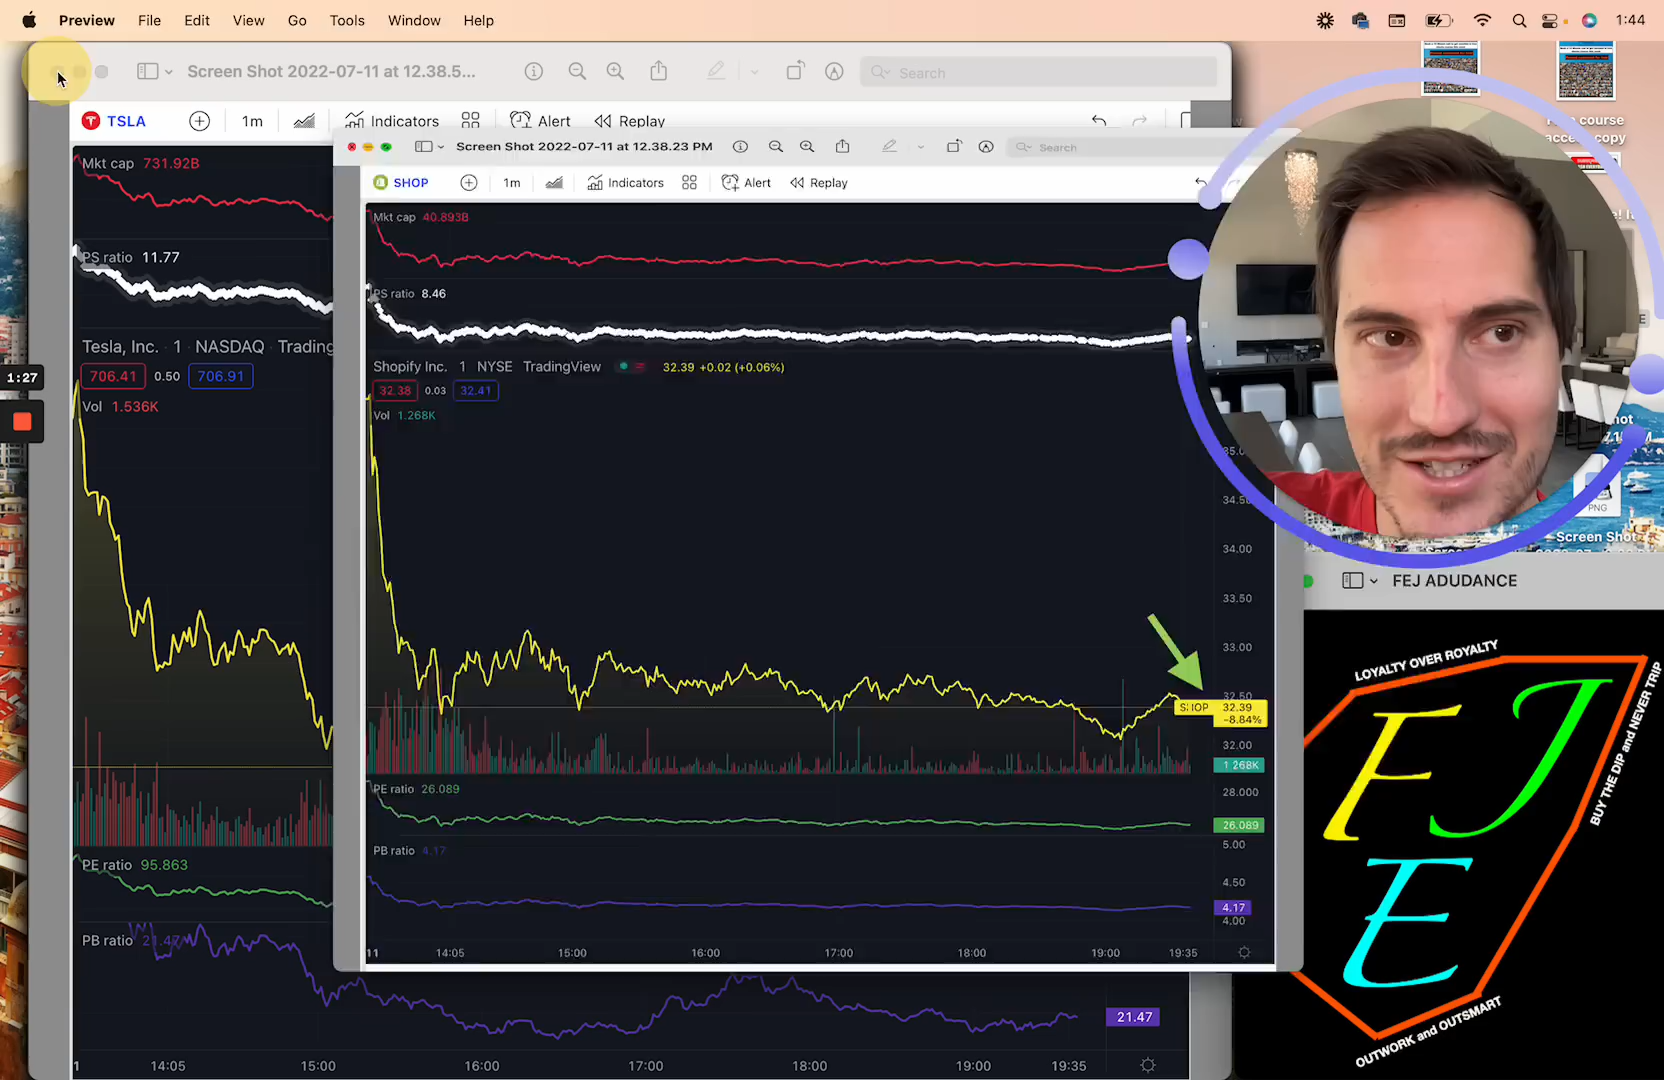 Preview File Edit View Go Tools Window Help 1:44
Screen Shot 2022-07-11 at 12.38.5... Search
TSLA 1m Indicators Alert Replay
Screen Shot 2022-07-11 at 12.38.23 PM Search
SHOP 1m Indicators Alert Replay
Mkt cap 731.92B
PS ratio 11.77
Tesla, Inc. · 1 · NASDAQ · Trading
706.41 0.50 706.91
Vol 1.536K
PE ratio 95.863
PB ratio 21.47
21.47
14:05 15:00 16:00 17:00 18:00 19:00 19:35
1:27
Mkt cap 40.893B
PS ratio 8.46
Shopify Inc. 1 NYSE TradingView 32.39 +0.02 (+0.06%)
32.38 0.03 32.41
Vol 1.268K
34.00
33.50
33.00
32.50
SHOP 32.39
-8.84%
32.00
1.268K
PE ratio 26.089
28.000
26.089
PB ratio 4.17
5.00
4.50
4.17
4.00
11 14:05 15:00 16:00 17:00 18:00 19:00 19:35
course
copy
PNG
Screen Shot
FEJ ADUDANCE
LOYALTY OVER ROYALTY
BUY THE DIP and NEVER TRIP
FJE
OUTWORK and OUTSMART